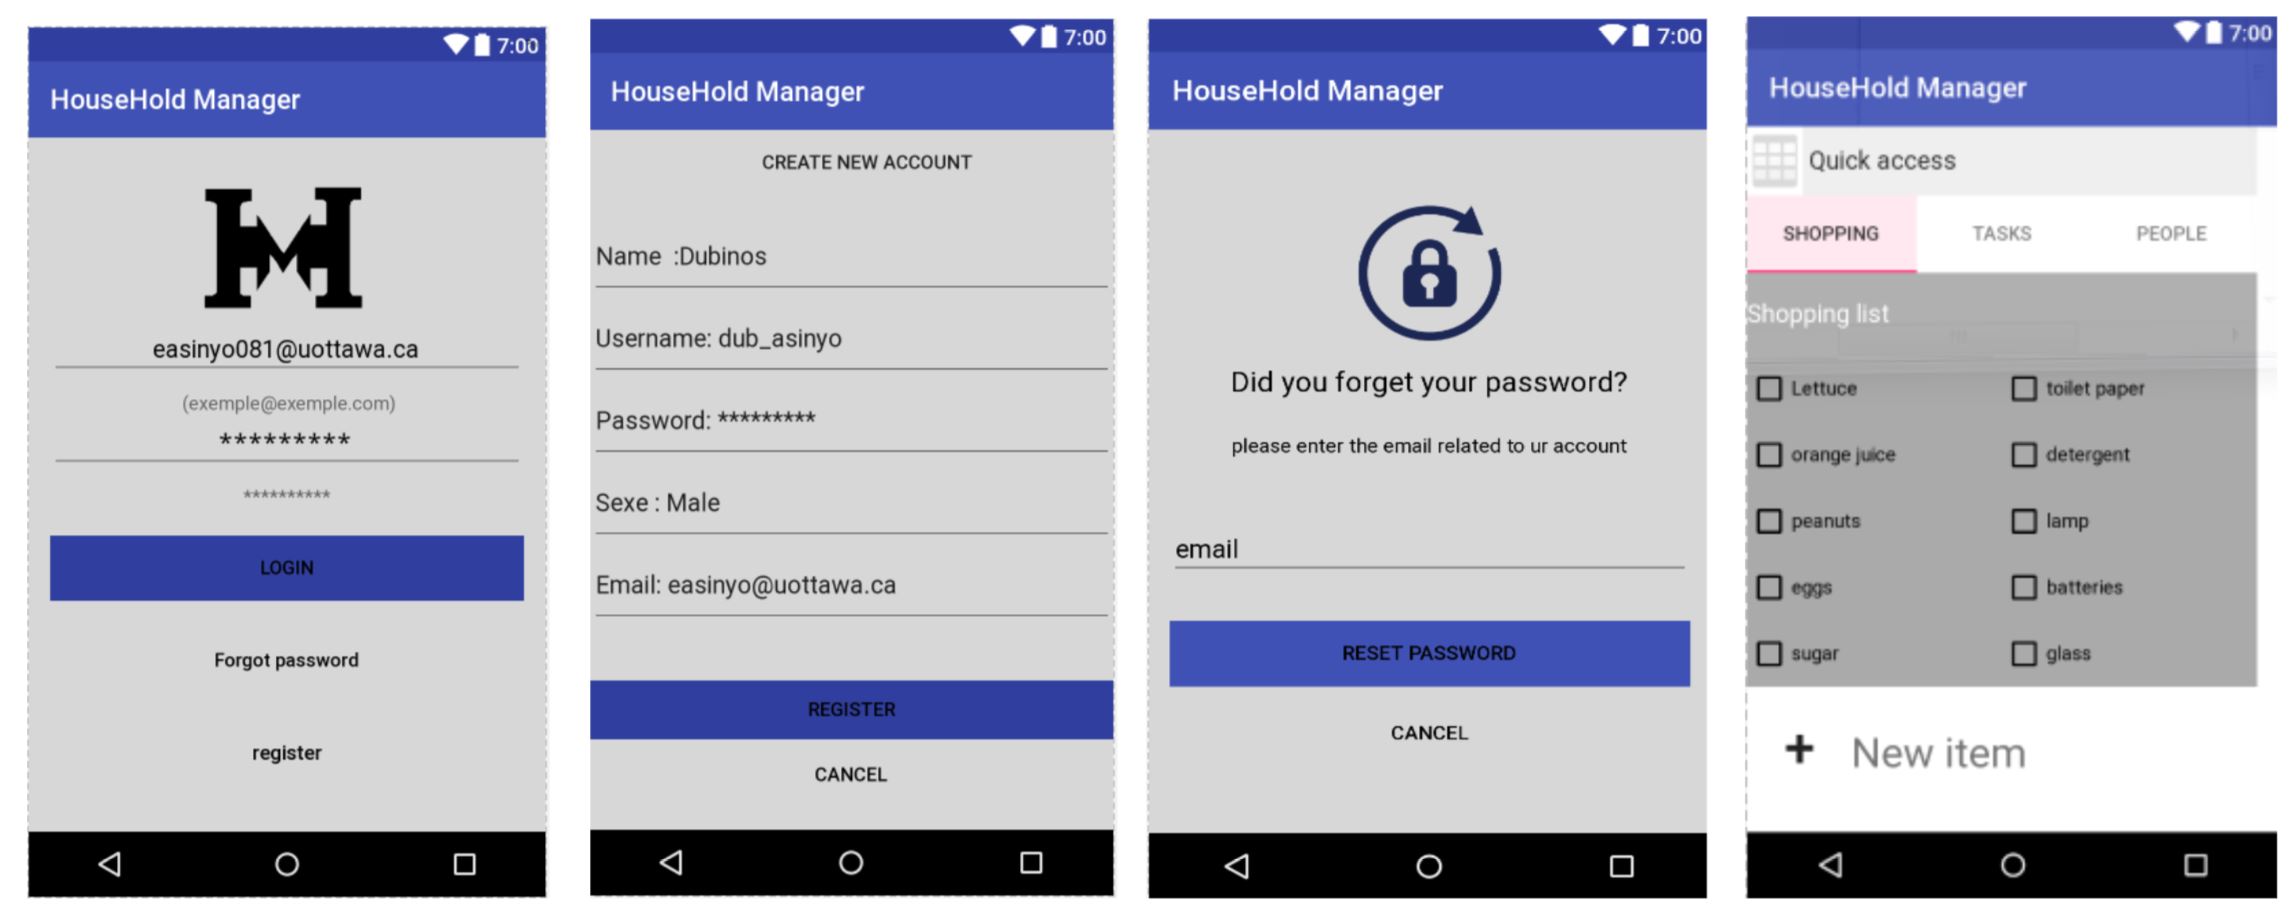 7:00
HouseHold Manager
HM
easinyo081@uottawa.ca
(exemple@exemple.com)
*********
**********
LOGIN
Forgot password
register
7:00
HouseHold Manager
CREATE NEW ACCOUNT
Name :Dubinos
Username: dub_asinyo
Password: *********
Sexe : Male
Email: easinyo@uottawa.ca
REGISTER
CANCEL
7:00
HouseHold Manager
Did you forget your password?
please enter the email related to ur account
email
RESET PASSWORD
CANCEL
7:00
HouseHold Manager
Quick access
SHOPPING TASKS PEOPLE
Shopping list
Lettuce toilet paper
orange juice detergent
peanuts lamp
eggs batteries
sugar glass
+ New item